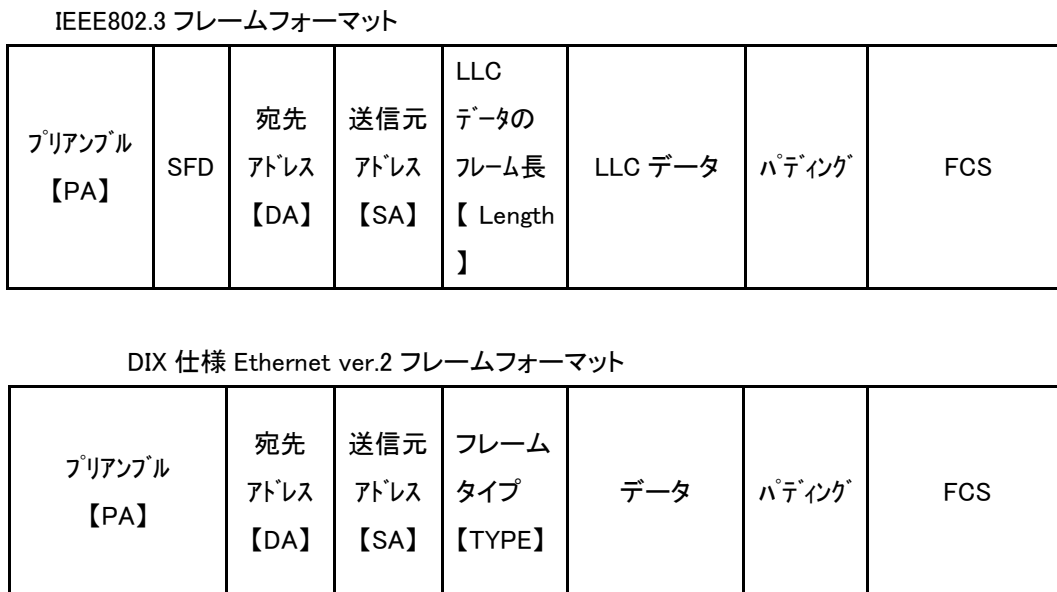 IEEE802.3 フレームフォーマット
ﾌﾟﾘｱﾝﾌﾞﾙ
【PA】
SFD
宛先
ｱﾄﾞﾚｽ
【DA】
送信元
ｱﾄﾞﾚｽ
【SA】
LLC
ﾃﾞｰﾀの
ﾌﾚｰﾑ長
【 Length
】
LLC データ
ﾊﾟﾃﾞｨﾝｸﾞ
FCS
DIX 仕様 Ethernet ver.2 フレームフォーマット
ﾌﾟﾘｱﾝﾌﾞﾙ
【PA】
宛先
ｱﾄﾞﾚｽ
【DA】
送信元
ｱﾄﾞﾚｽ
【SA】
フレーム
タイプ
【TYPE】
データ
ﾊﾟﾃﾞｨﾝｸﾞ
FCS